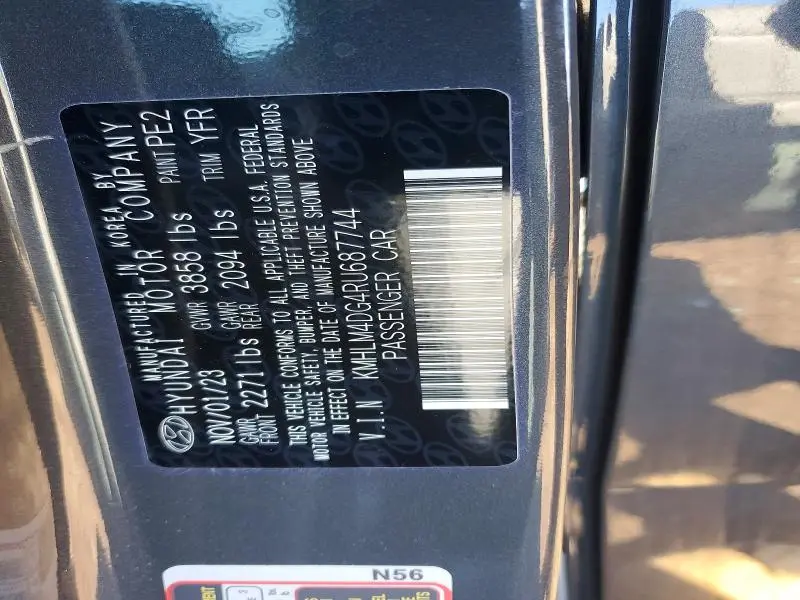 MANUFACTURED IN KOREA BY
HYUNDAI MOTOR COMPANY
NOV/01/23 GVWR 3858 lbs PAINT PE2
GAWR FRONT 2271 lbs GAWR REAR 2094 lbs TRIM YFR
THIS VEHICLE CONFORMS TO ALL APPLICABLE U.S.A. FEDERAL
MOTOR VEHICLE SAFETY, BUMPER, AND THEFT PREVENTION STANDARDS
IN EFFECT ON THE DATE OF MANUFACTURE SHOWN ABOVE
V.I.N KMHLM4DG4RU687744
PASSENGER CAR
N56